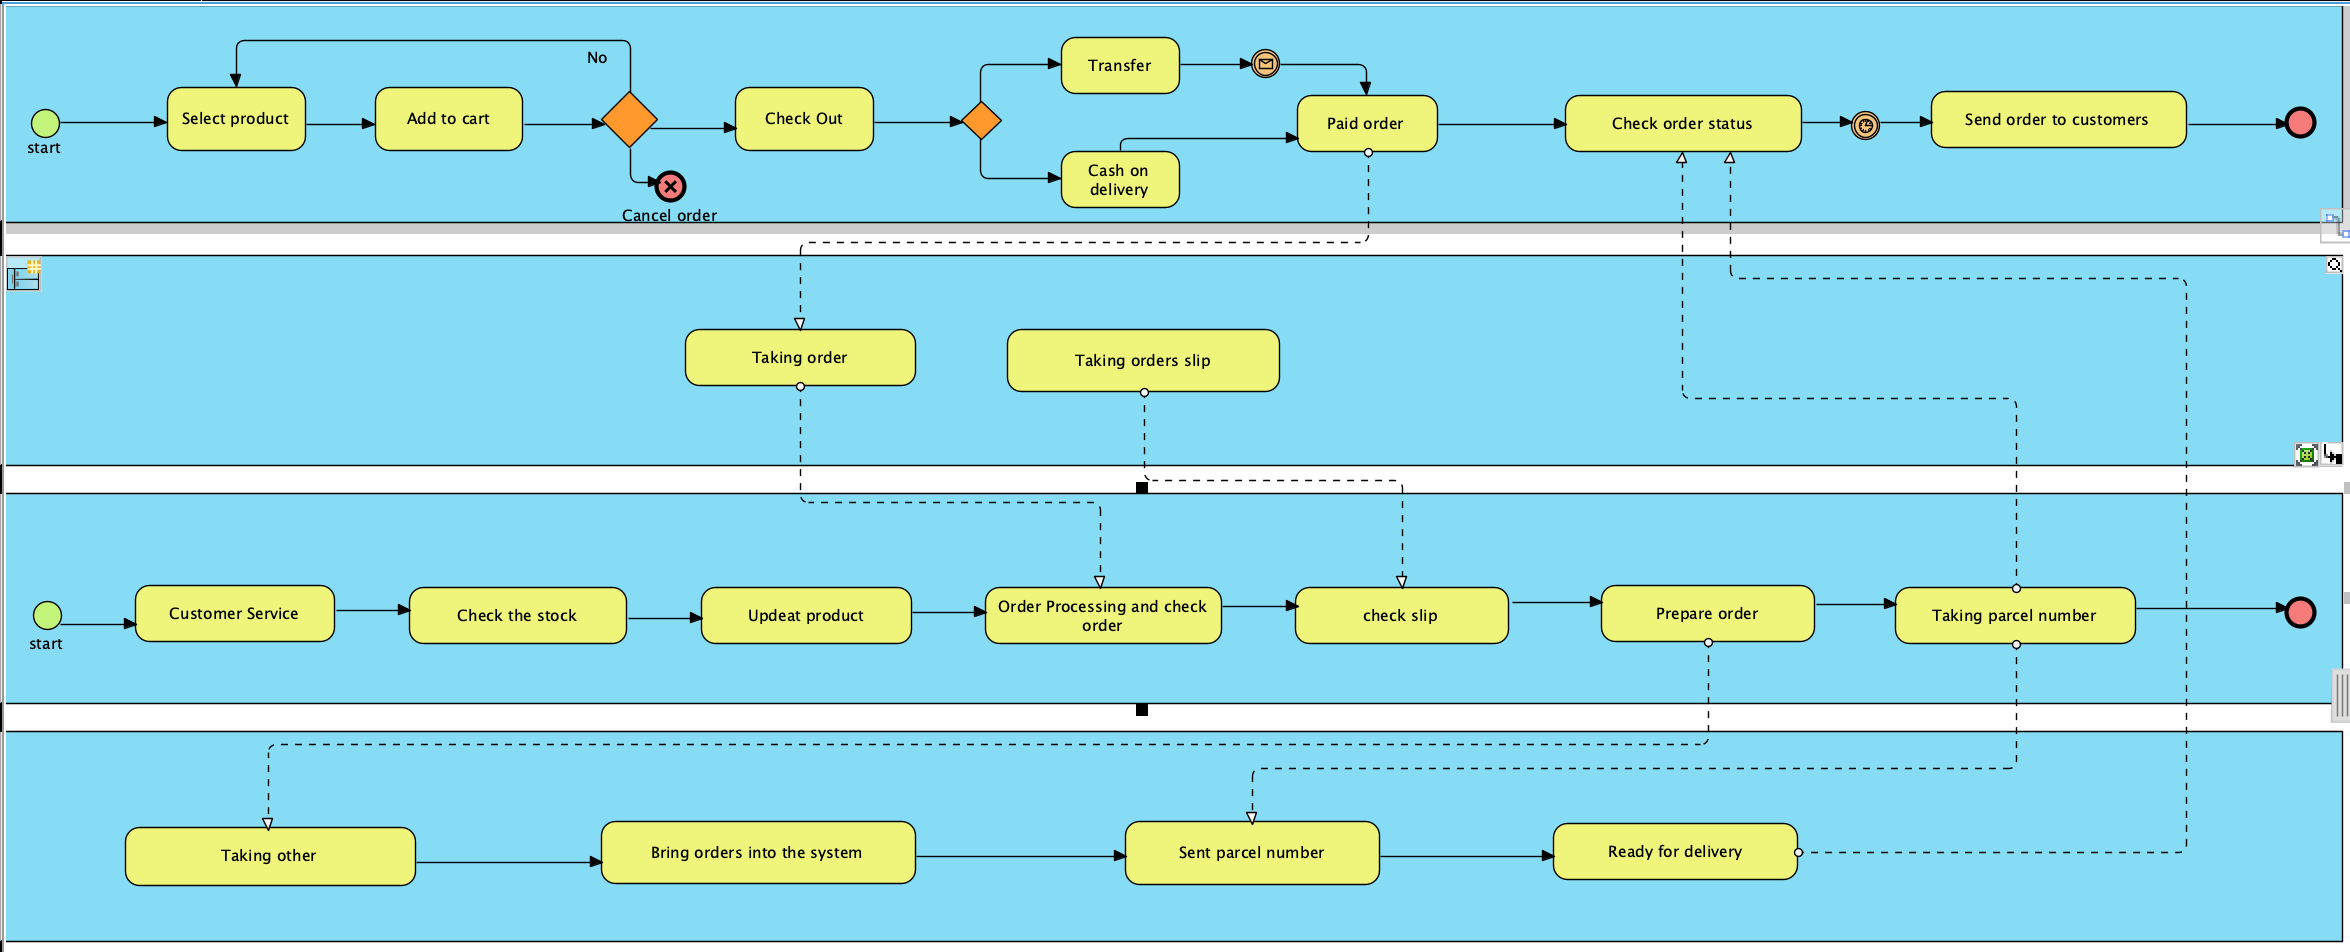 No
Transfer
Select product
Add to cart
Check Out
Paid order
Check order status
Send order to customers
start
Cash on
delivery
Cancel order
Taking order
Taking orders slip
Customer Service
Check the stock
Updeat product
Order Processing and check
order
check slip
Prepare order
Taking parcel number
start
Taking other
Bring orders into the system
Sent parcel number
Ready for delivery